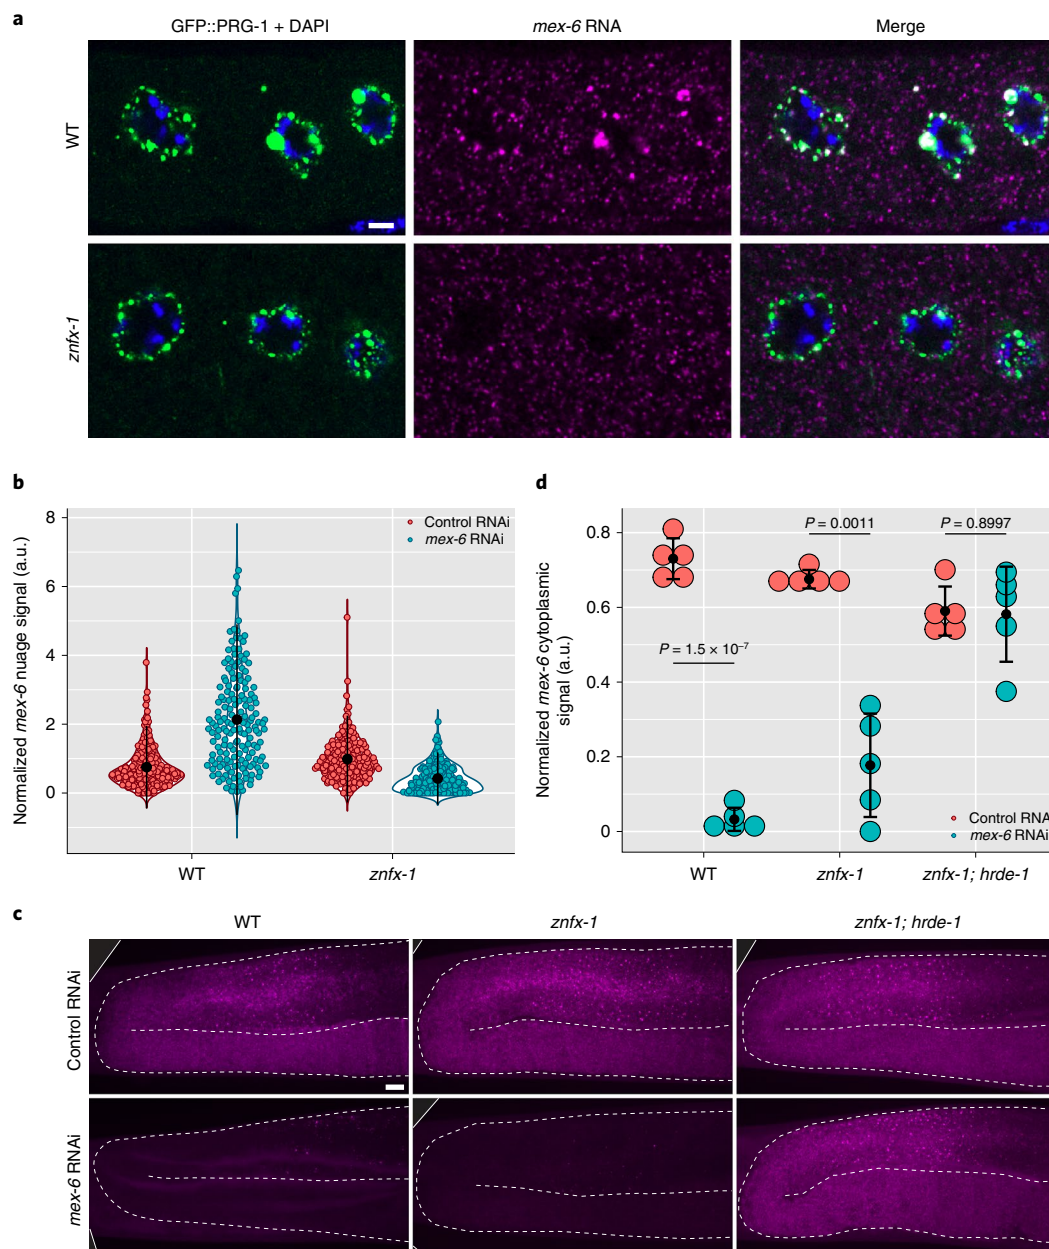 a
GFP::PRG-1 + DAPI
mex-6 RNA
Merge
WT
znfx-1
b
Normalized mex-6 nuage signal (a.u.)
8
6
4
2
0
Control RNAi
mex-6 RNAi
WT
znfx-1
d
Normalized mex-6 cytoplasmic
signal (a.u.)
0.8
0.6
0.4
0.2
0
P = 1.5 × 10⁻⁷
P = 0.0011
P = 0.8997
Control RNA
mex-6 RNAi
WT
znfx-1
znfx-1; hrde-1
c
WT
znfx-1
znfx-1; hrde-1
Control RNAi
mex-6 RNAi